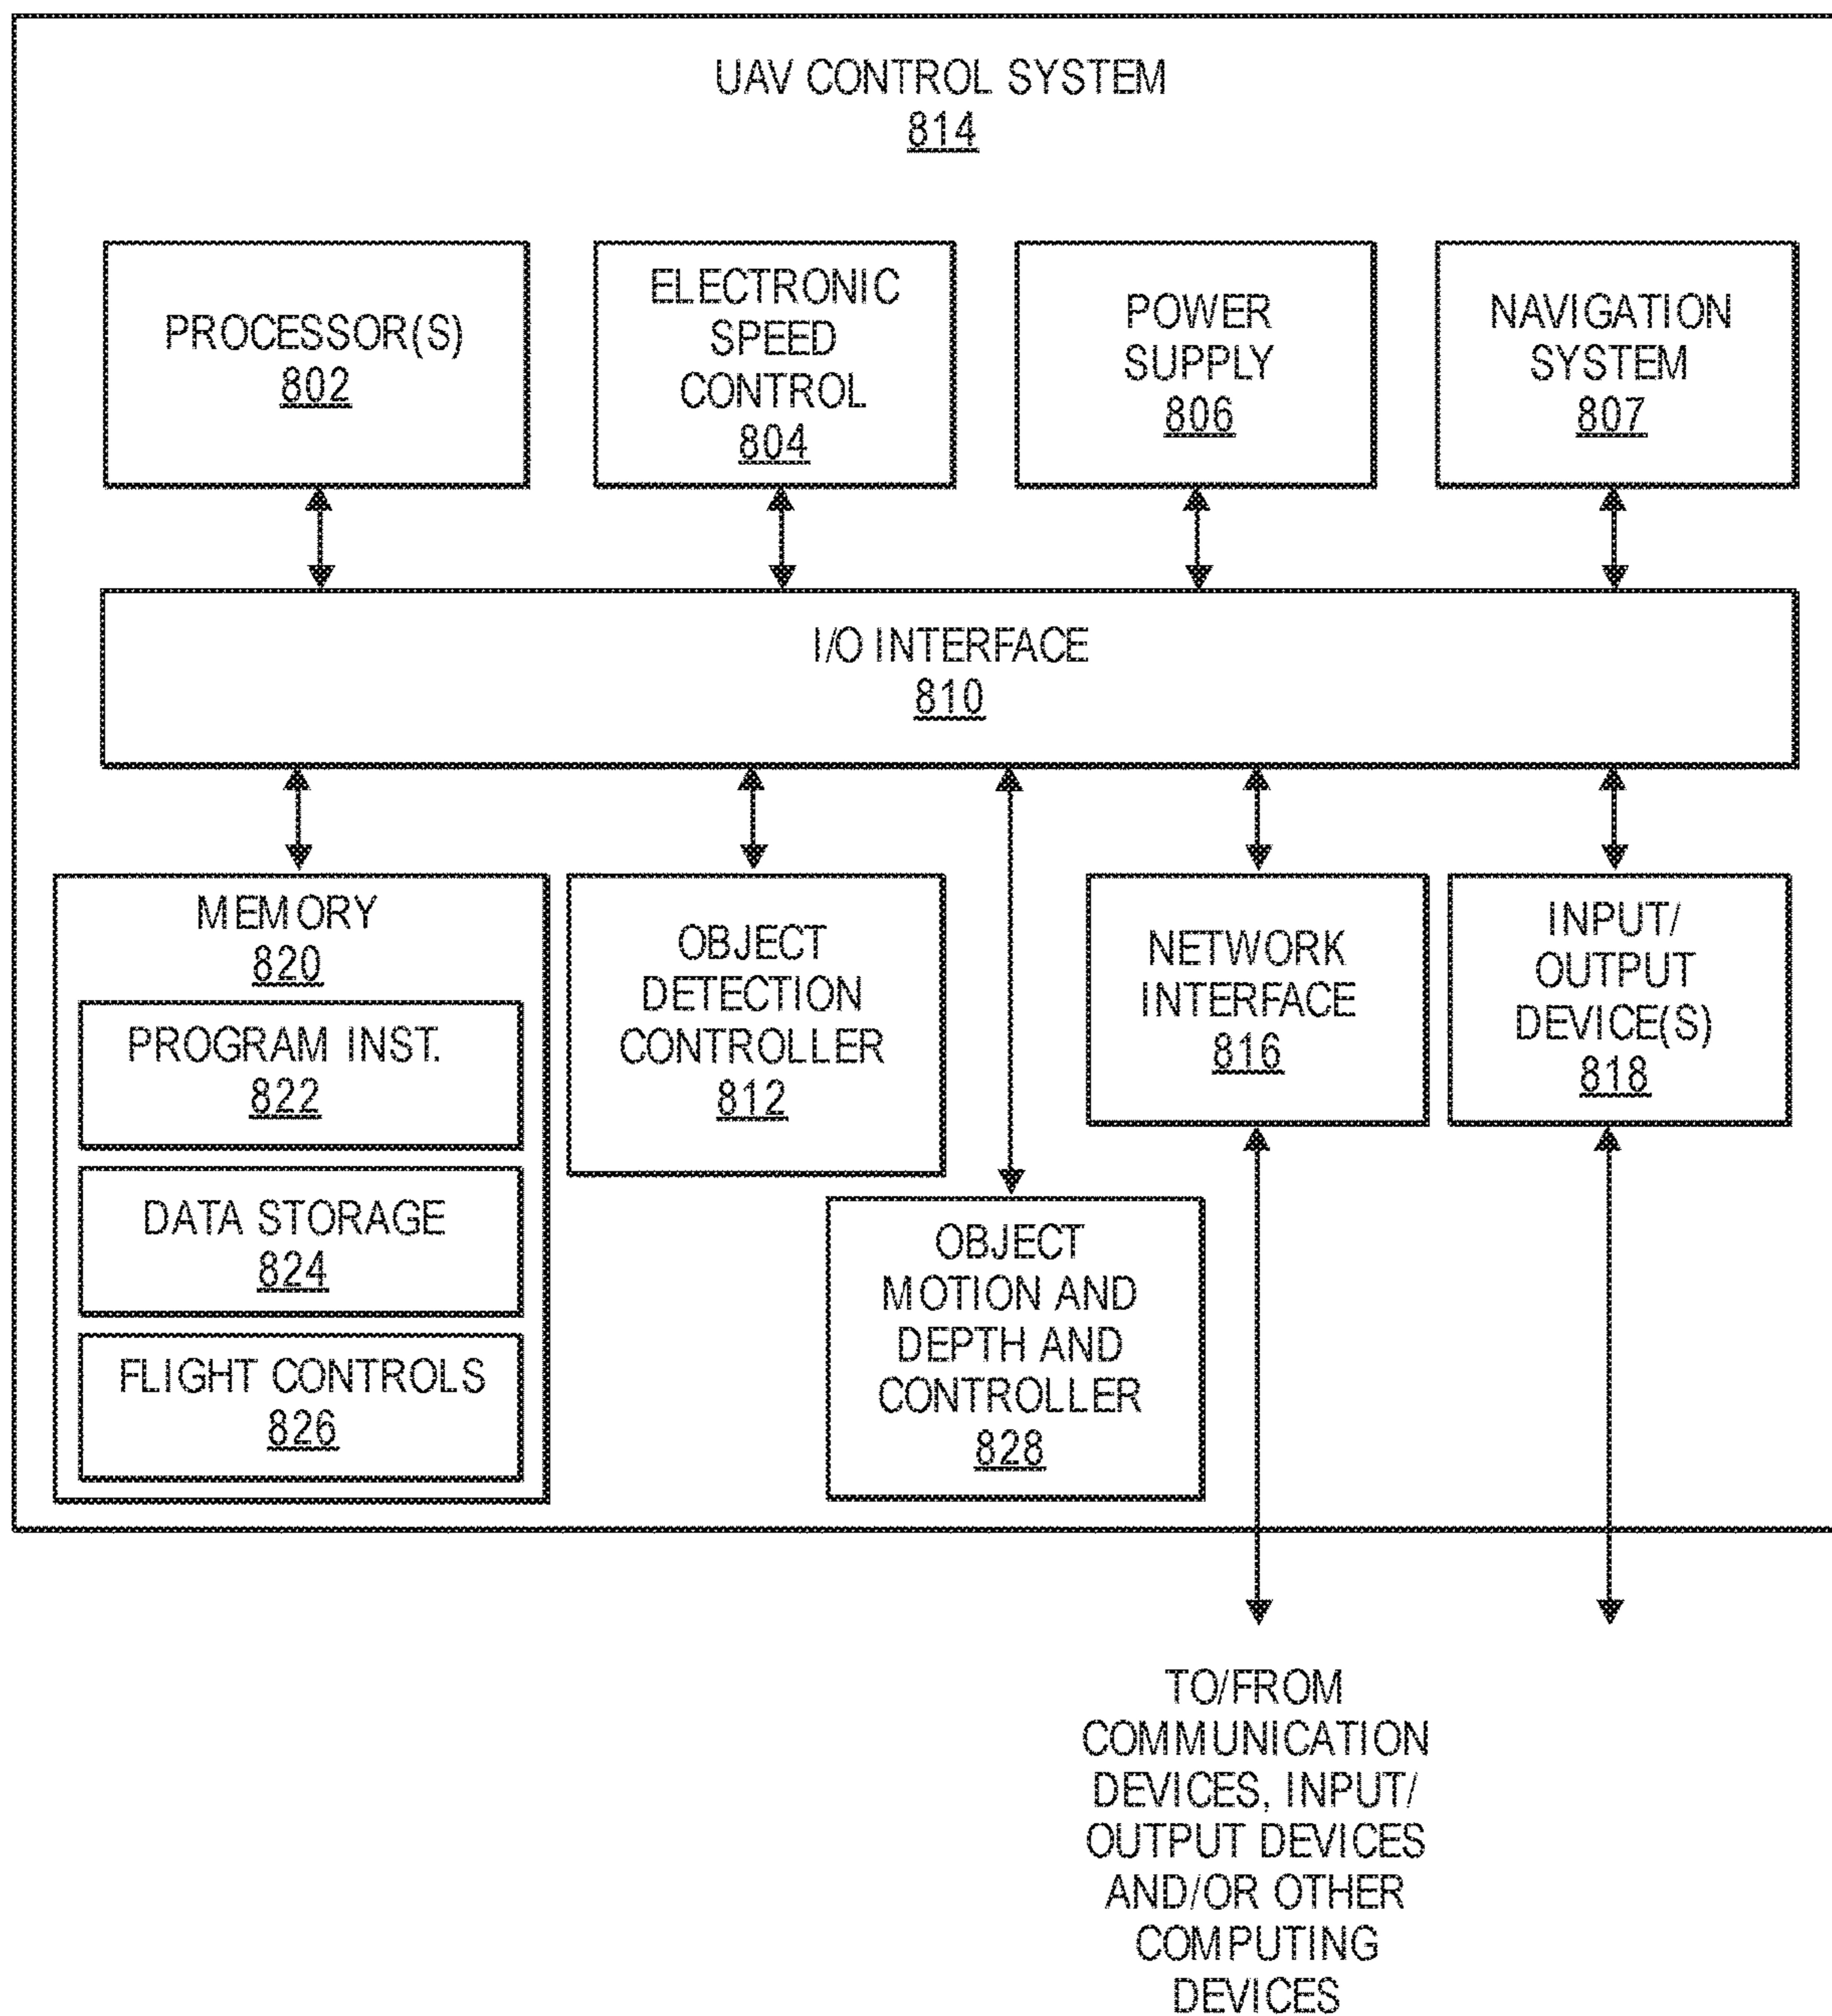 UAV CONTROL SYSTEM
814
PROCESSOR(S)
802
ELECTRONIC
SPEED
CONTROL
804
POWER
SUPPLY
806
NAVIGATION
SYSTEM
807
I/O INTERFACE
810
MEMORY
820
PROGRAM INST.
822
DATA STORAGE
824
FLIGHT CONTROLS
826
OBJECT
DETECTION
CONTROLLER
812
OBJECT
MOTION AND
DEPTH AND
CONTROLLER
828
NETWORK
INTERFACE
816
INPUT/
OUTPUT
DEVICE(S)
818
TO/FROM
COMMUNICATION
DEVICES, INPUT/
OUTPUT DEVICES
AND/OR OTHER
COMPUTING
DEVICES